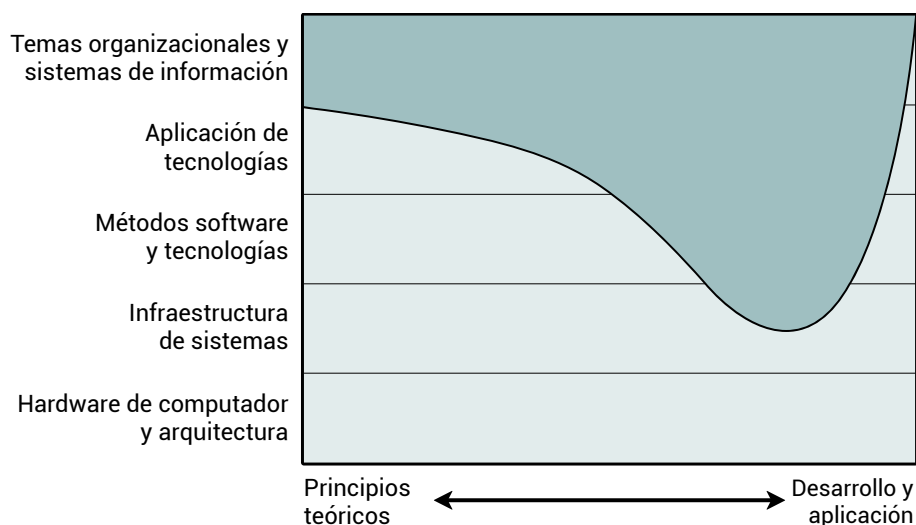 Temas organizacionales y
sistemas de información
Aplicación de
tecnologías
Métodos software
y tecnologías
Infraestructura
de sistemas
Hardware de computador
y arquitectura
Principios
teóricos
Desarrollo y
aplicación